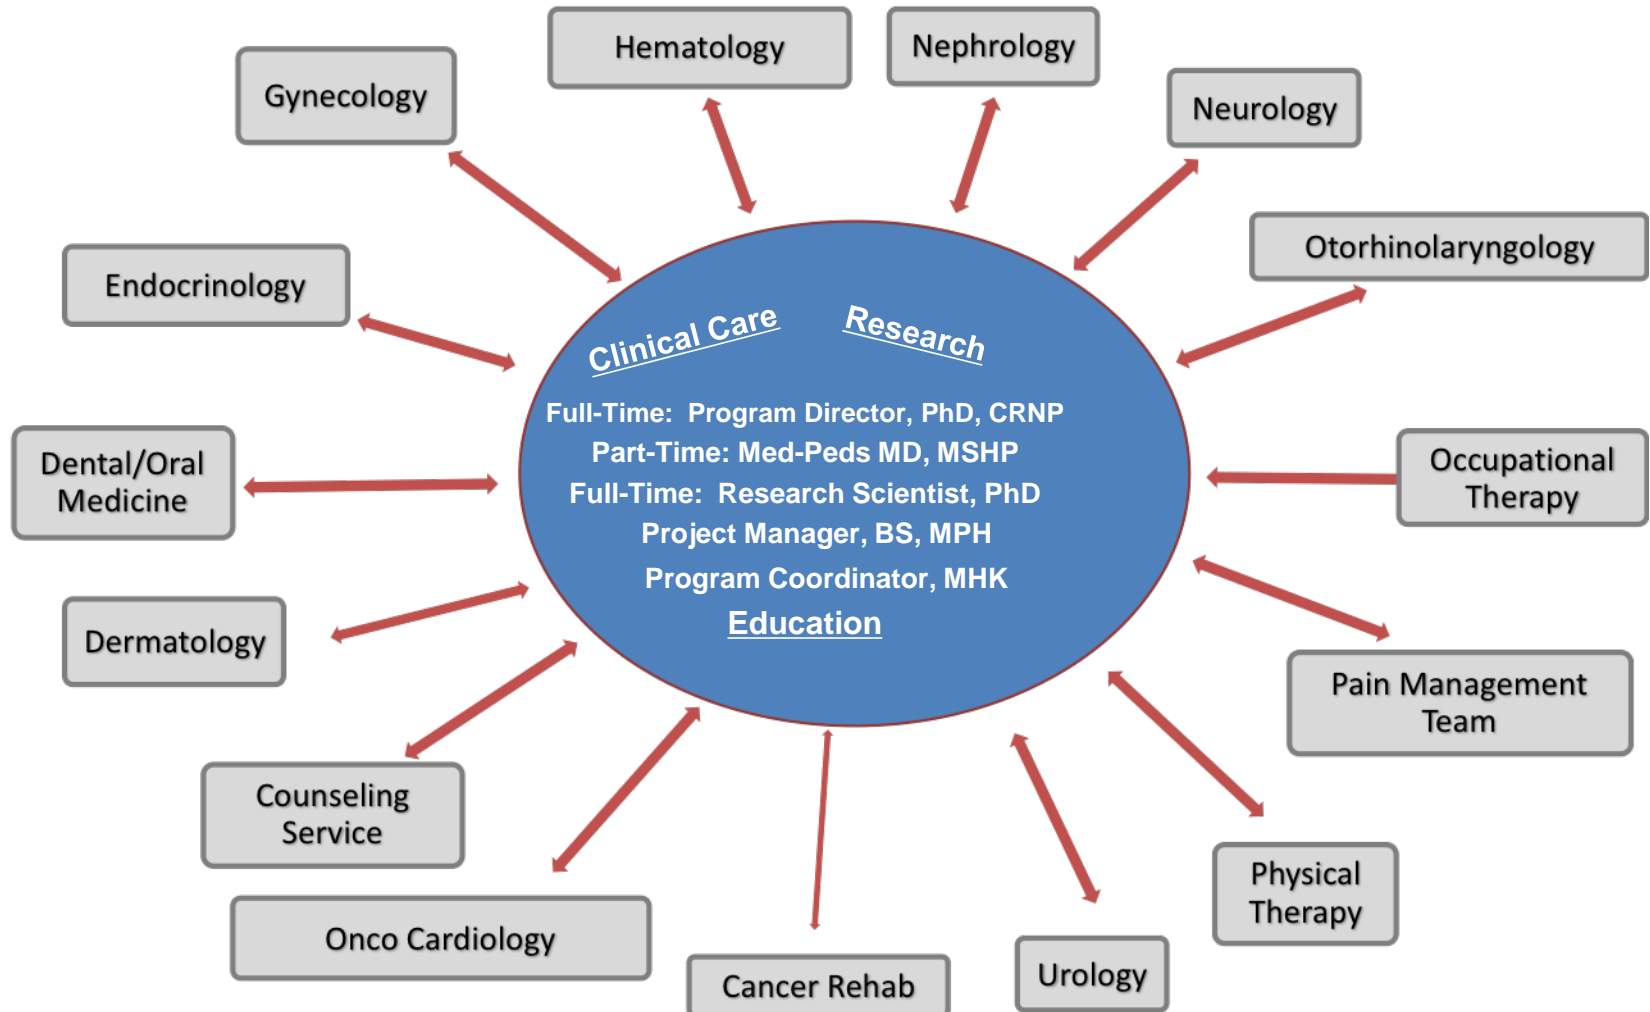 Hematology
Nephrology
Gynecology
Neurology
Otorhinolaryngology
Endocrinology
Clinical Care
Research
Full-Time:  Program Director, PhD, CRNP
Part-Time: Med-Peds MD, MSHP
Full-Time:  Research Scientist, PhD
Project Manager, BS, MPH
Program Coordinator, MHK
Education
Dental/Oral
Medicine
Occupational
Therapy
Dermatology
Pain Management
Team
Counseling
Service
Physical
Therapy
Onco Cardiology
Cancer Rehab
Urology